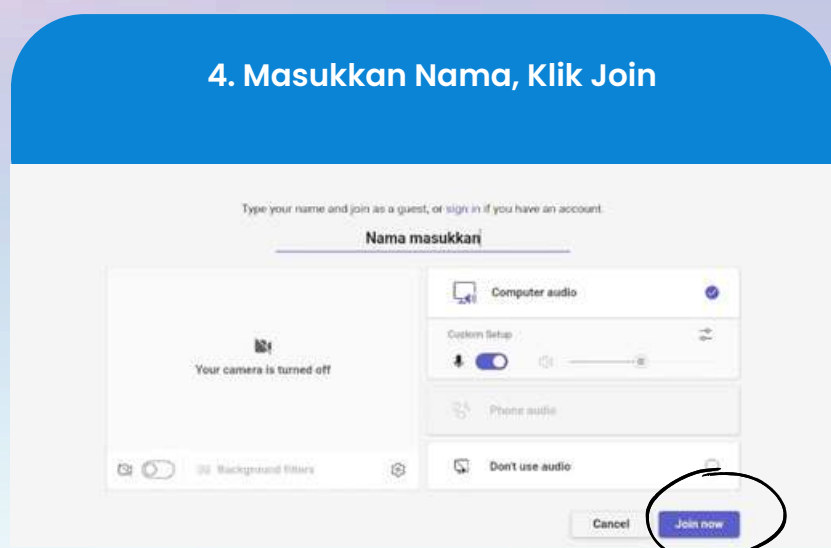 4. Masukkan Nama, Klik Join
Type your name and join as a guest, or sign in if you have an account.
Nama masukkan
Computer audio
Custom Setup
Your camera is turned off
Phone audio
Background filters
Don't use audio
Cancel
Join now